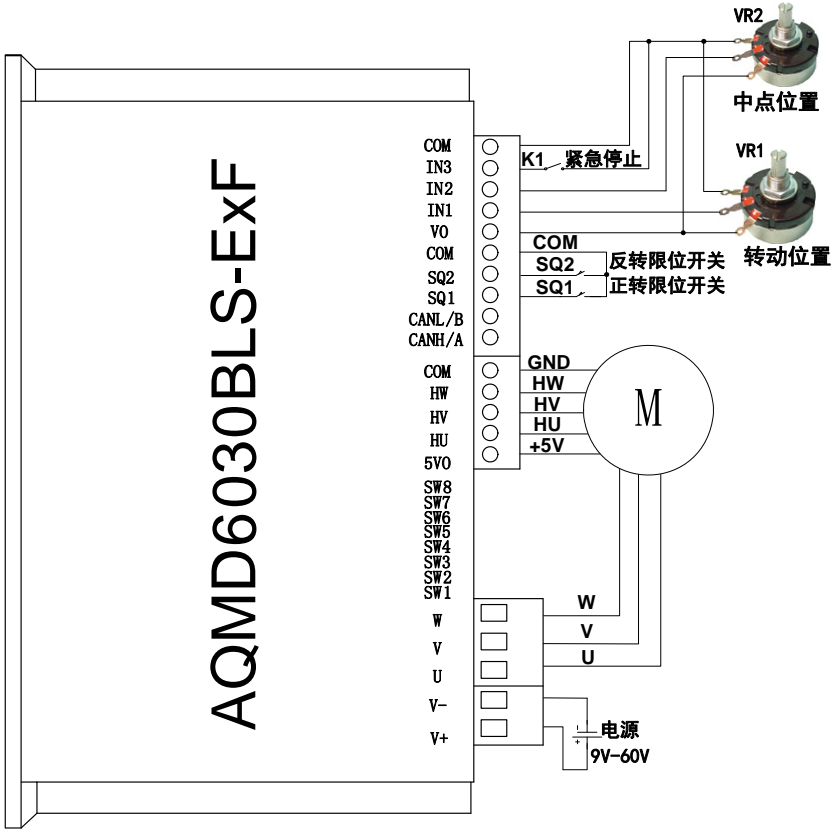 AQMD6030BLS-ExF
COM
IN3
IN2
IN1
VO
COM
SQ2
SQ1
CANL/B
CANH/A
COM
HW
HV
HU
5VO
SW8
SW7
SW6
SW5
SW4
SW3
SW2
SW1
W
V
U
V-
V+
VR2
中点位置
K1 紧急停止
VR1
转动位置
COM
SQ2 反转限位开关
SQ1 正转限位开关
GND
HW
HV
HU
+5V
M
W
V
U
电源
9V-60V